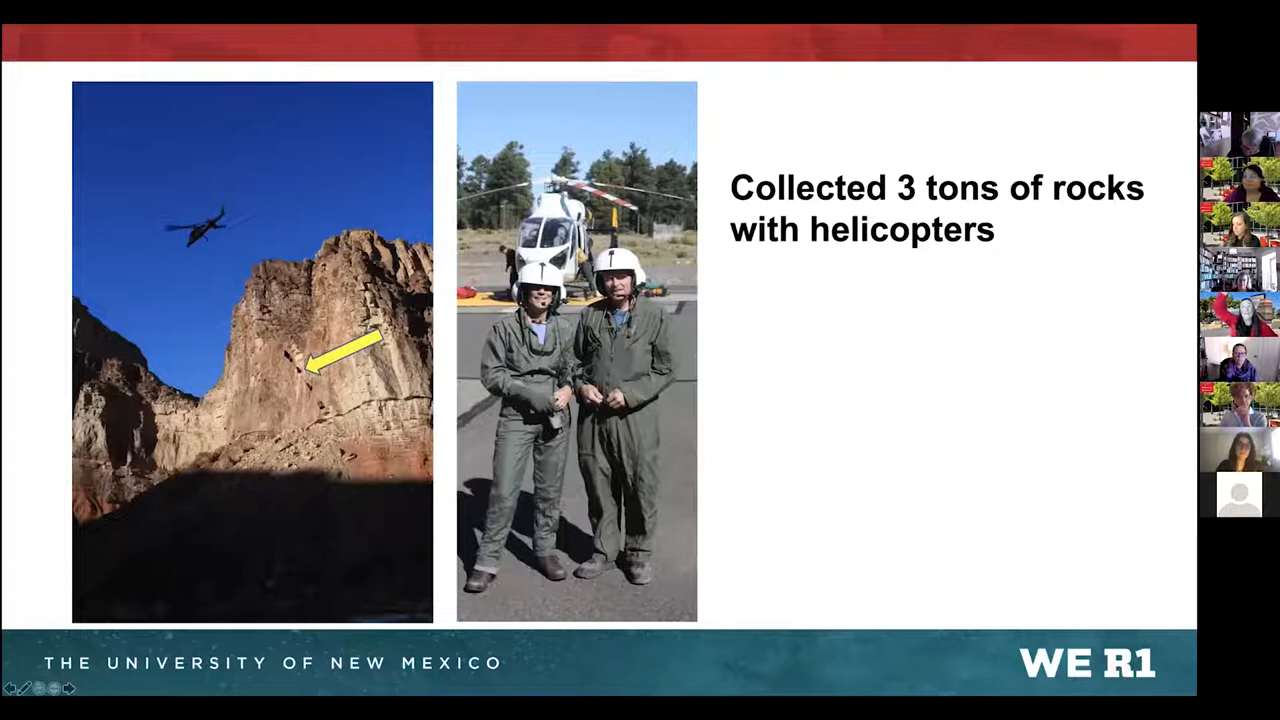 Collected 3 tons of rocks
with helicopters
THE UNIVERSITY OF NEW MEXICO
WE R1